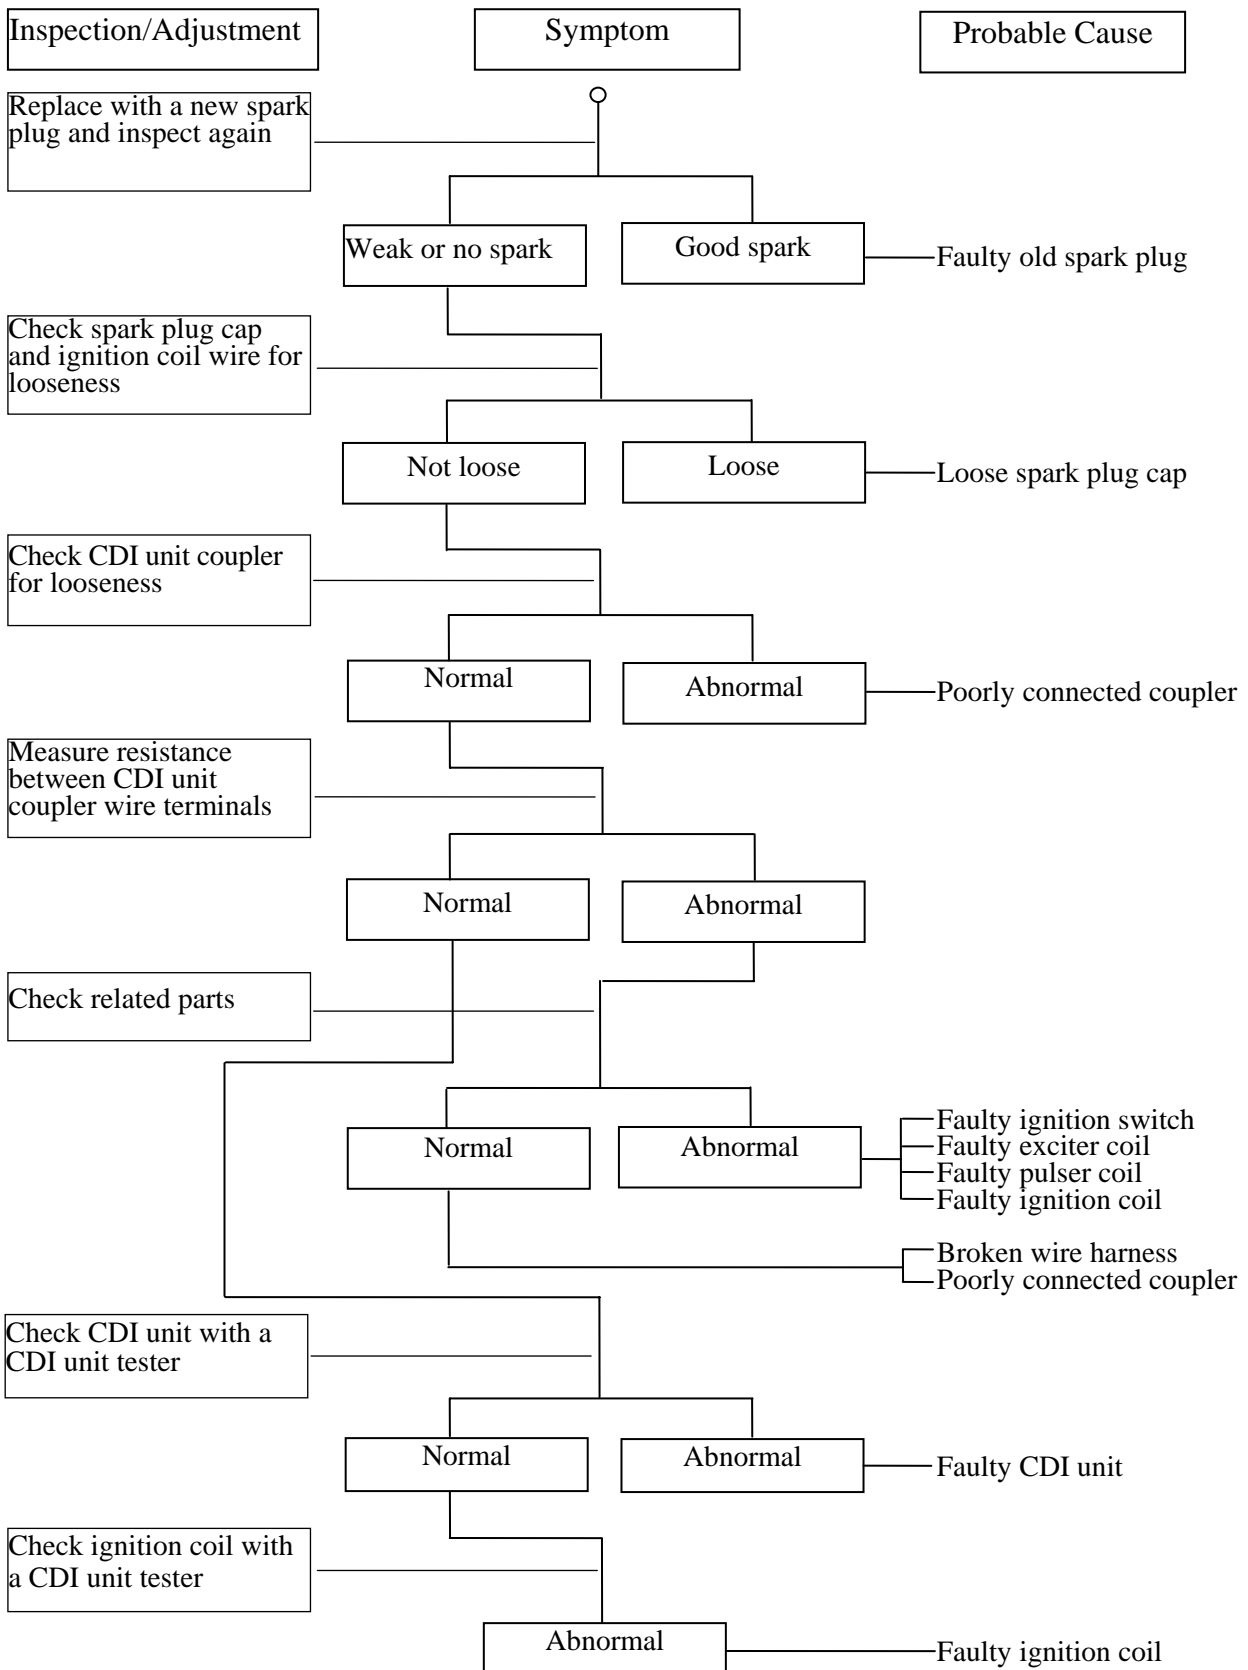 Inspection/Adjustment
Symptom
Probable Cause
Replace with a new spark
plug and inspect again
Weak or no spark
Good spark
Faulty old spark plug
Check spark plug cap
and ignition coil wire for
looseness
Not loose
Loose
Loose spark plug cap
Check CDI unit coupler
for looseness
Normal
Abnormal
Poorly connected coupler
Measure resistance
between CDI unit
coupler wire terminals
Normal
Abnormal
Check related parts
Normal
Abnormal
Faulty ignition switch
Faulty exciter coil
Faulty pulser coil
Faulty ignition coil
Broken wire harness
Poorly connected coupler
Check CDI unit with a
CDI unit tester
Normal
Abnormal
Faulty CDI unit
Check ignition coil with
a CDI unit tester
Abnormal
Faulty ignition coil